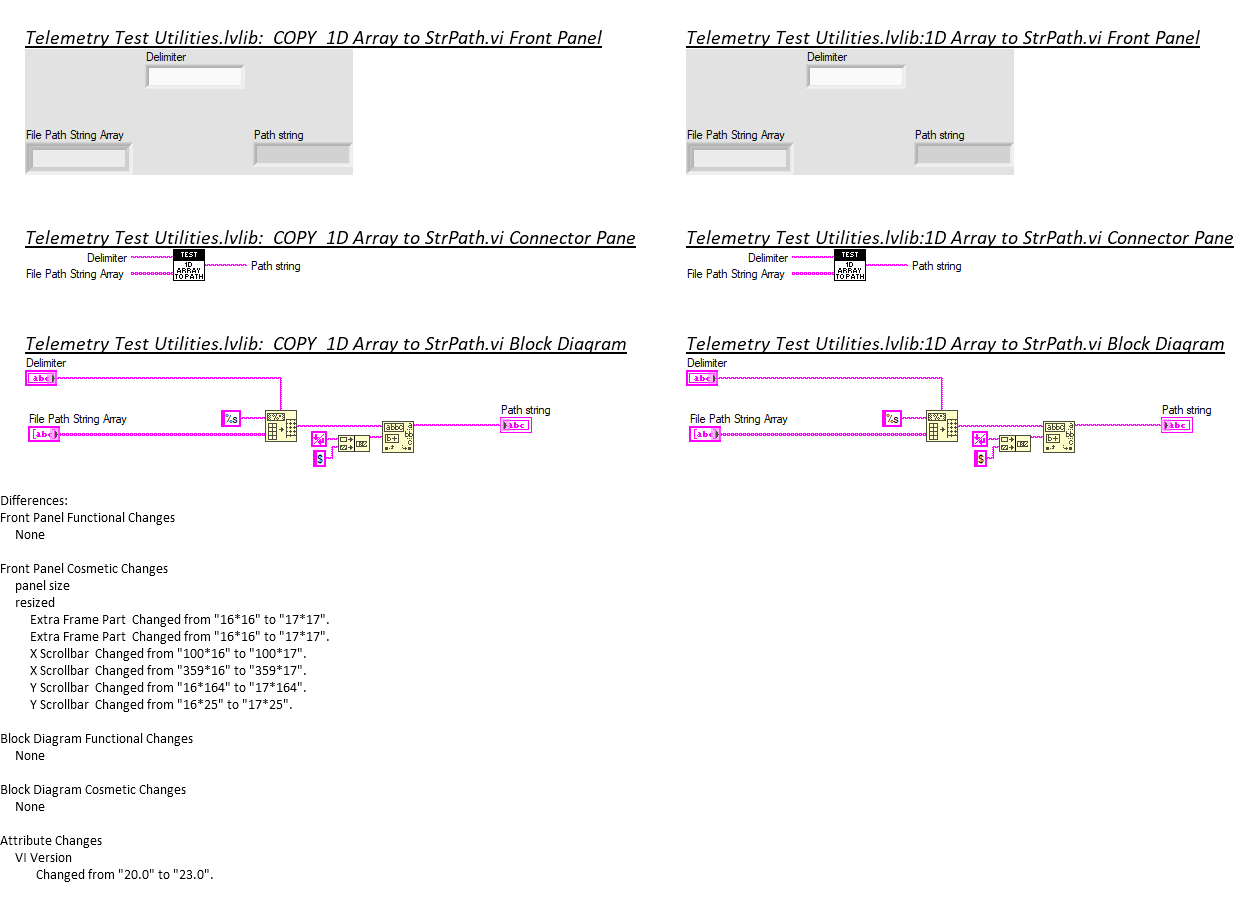 Telemetry Test Utilities.lvlib:  COPY  1D Array to StrPath.vi Front Panel
Delimiter
File Path String Array
Path string
Telemetry Test Utilities.lvlib:1D Array to StrPath.vi Front Panel
Delimiter
File Path String Array
Path string
Telemetry Test Utilities.lvlib:  COPY  1D Array to StrPath.vi Connector Pane
Delimiter
File Path String Array
TEST
1D
ARRAY
TO PATH
Path string
Telemetry Test Utilities.lvlib:1D Array to StrPath.vi Connector Pane
Delimiter
File Path String Array
TEST
1D
ARRAY
TO PATH
Path string
Telemetry Test Utilities.lvlib:  COPY  1D Array to StrPath.vi Block Diagram
Delimiter
abc
File Path String Array
[abc]
%s
$
Path string
abc
Telemetry Test Utilities.lvlib:1D Array to StrPath.vi Block Diagram
Delimiter
abc
File Path String Array
[abc]
%s
$
Path string
abc
Differences:
Front Panel Functional Changes
None
Front Panel Cosmetic Changes
panel size
resized
Extra Frame Part  Changed from "16*16" to "17*17".
Extra Frame Part  Changed from "16*16" to "17*17".
X Scrollbar  Changed from "100*16" to "100*17".
X Scrollbar  Changed from "359*16" to "359*17".
Y Scrollbar  Changed from "16*164" to "17*164".
Y Scrollbar  Changed from "16*25" to "17*25".
Block Diagram Functional Changes
None
Block Diagram Cosmetic Changes
None
Attribute Changes
VI Version
Changed from "20.0" to "23.0".